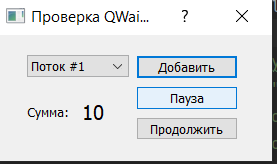 Проверка QWai... ?
Поток #1
Добавить
Пауза
Сумма: 10
Продолжить